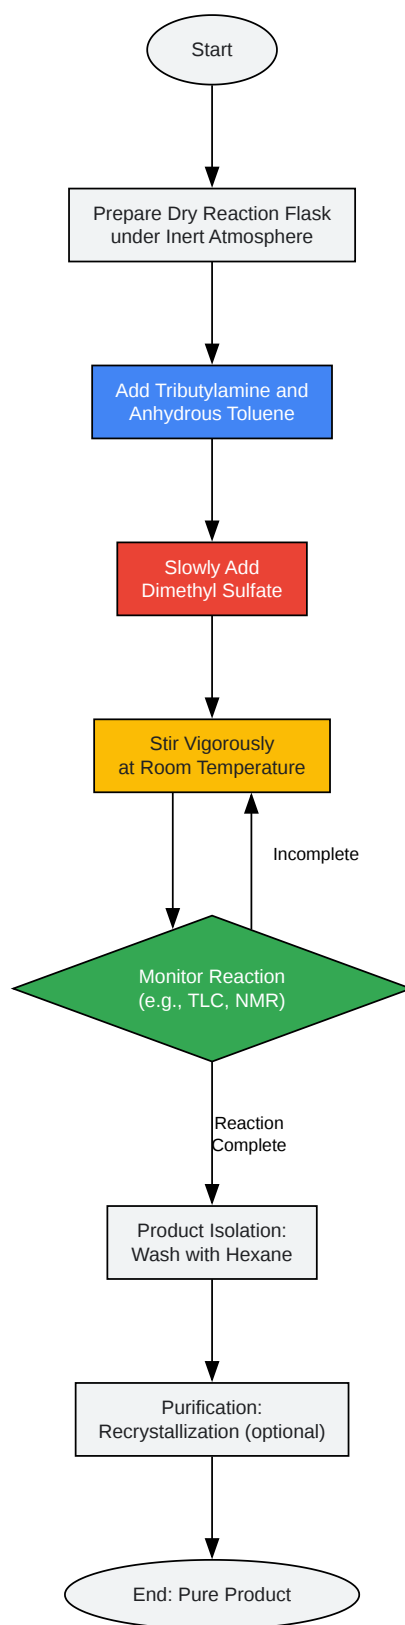 Start
Prepare Dry Reaction Flask
under Inert Atmosphere
Add Tributylamine and
Anhydrous Toluene
Slowly Add
Dimethyl Sulfate
Stir Vigorously
at Room Temperature
Incomplete
Monitor Reaction
(e.g., TLC, NMR)
Reaction
Complete
Product Isolation:
Wash with Hexane
Purification:
Recrystallization (optional)
End: Pure Product